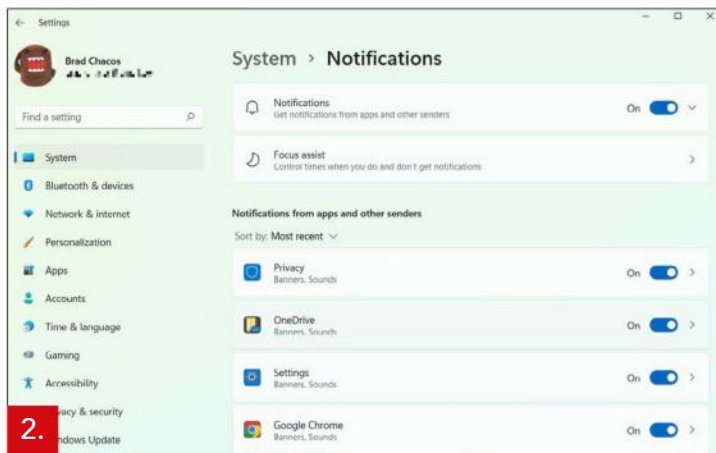 Settings
Brad Chacos
Find a setting
System
Bluetooth & devices
Network & internet
Personalization
Apps
Accounts
Time & language
Gaming
Accessibility
vacy & security
ndows Update
2.
System > Notifications
Notifications
Get notifications from apps and other senders
On
Focus assist
Control times when you do and don't get notifications
Notifications from apps and other senders
Sort by: Most recent
Privacy
Banners, Sounds
On
OneDrive
Banners, Sounds
On
Settings
Banners, Sounds
On
Google Chrome
Banners, Sounds
On